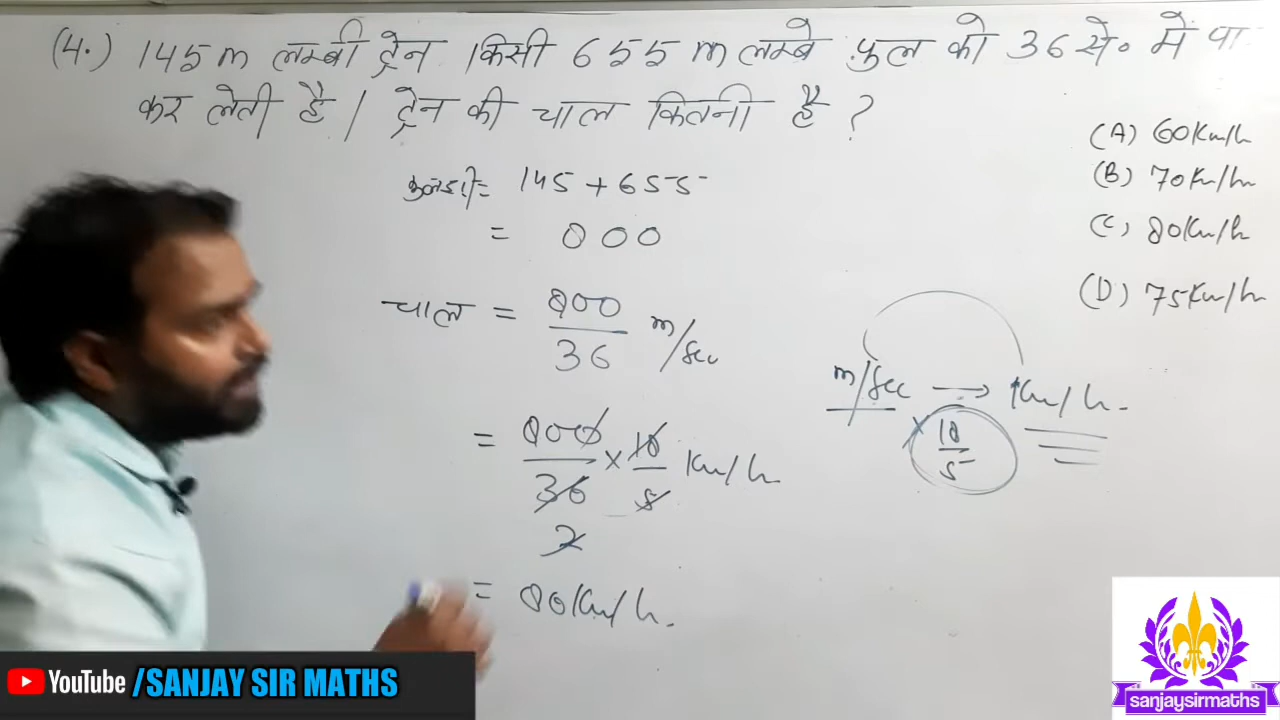 (4.) 145m लम्बी ट्रेन किसी 655 m लम्बे पुल को 36 से० में पा
कर लेती है। ट्रेन की चाल कितनी है ?
(A) 60Km/h
(B) 70Km/h
(C) 80Km/h
(D) 75Km/h
= 145 + 655
= 800
चाल = 800/36 m/sec
m/sec → Km/h.
× 18/5
= 800/36 × 18/5 Km/h
2
= 80Km/h.
YouTube /SANJAY SIR MATHS
sanjaysirmaths